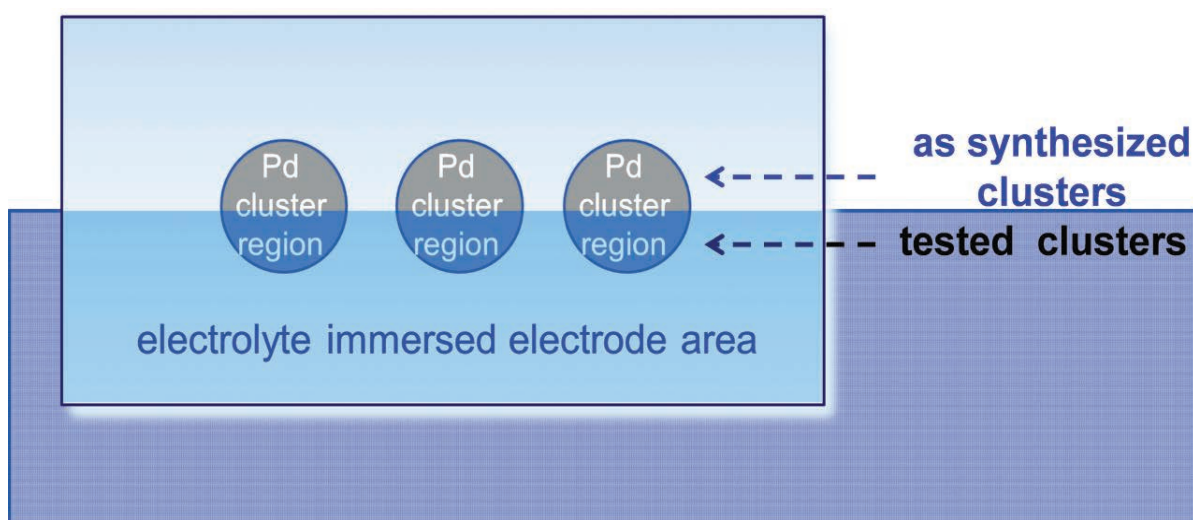 Pd
cluster
region
Pd
cluster
region
Pd
cluster
region
as synthesized
clusters
tested clusters
electrolyte immersed electrode area